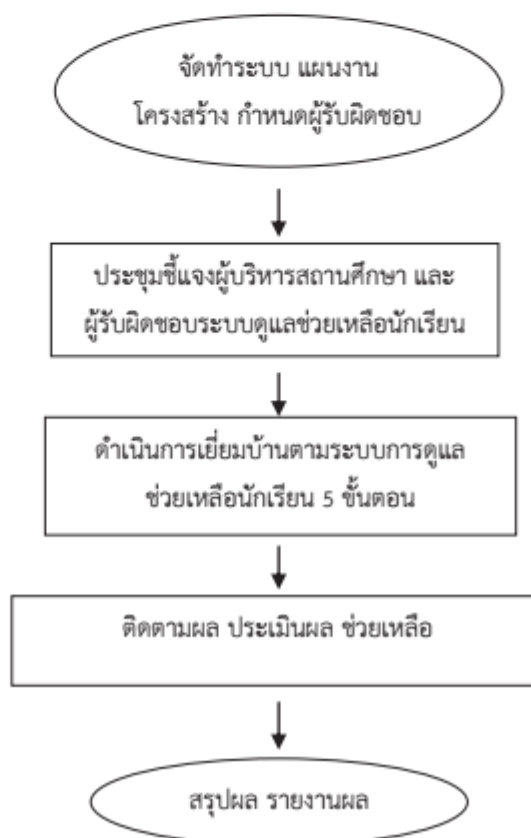 จัดทำระบบ แผนงาน
โครงสร้าง กำหนดผู้รับผิดชอบ
ประชุมชี้แจงผู้บริหารสถานศึกษา และ
ผู้รับผิดชอบระบบดูแลช่วยเหลือนักเรียน
ดำเนินการเยี่ยมบ้านตามระบบการดูแล
ช่วยเหลือนักเรียน 5 ขั้นตอน
ติดตามผล ประเมินผล ช่วยเหลือ
สรุปผล รายงานผล